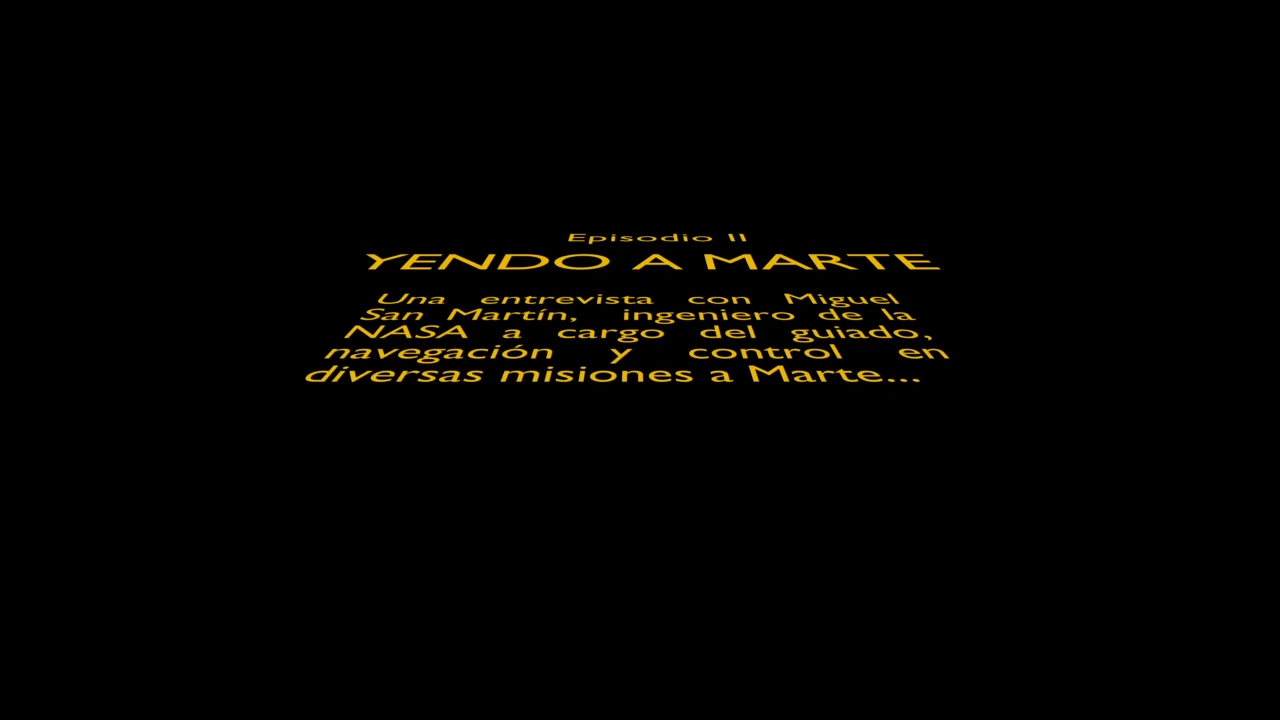 Episodio II
YENDO A MARTE
Una entrevista con Miguel
San Martín, ingeniero de la
NASA a cargo del guiado,
navegación y control en
diversas misiones a Marte...